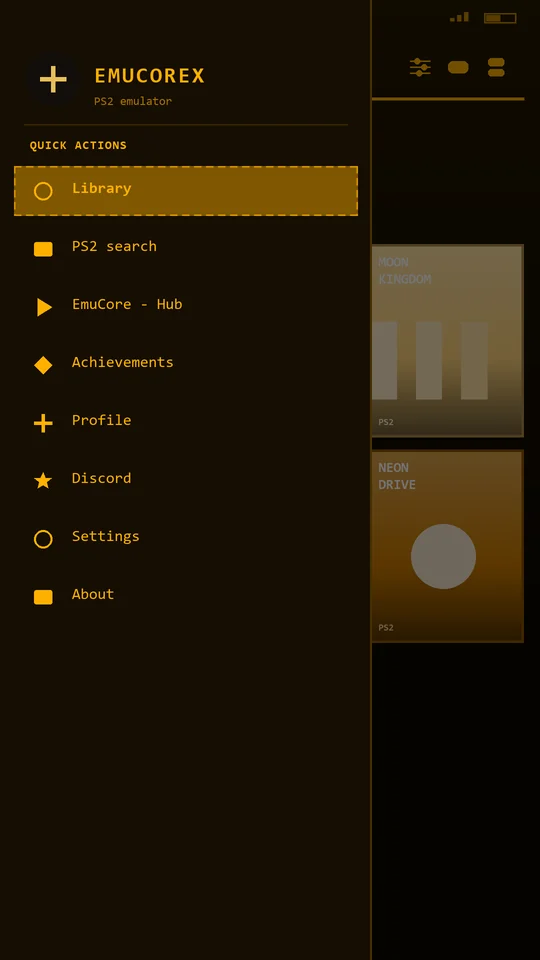 EMUCOREX
PS2 emulator
QUICK ACTIONS
Library
PS2 search
EmuCore - Hub
Achievements
Profile
Discord
Settings
About
MOON
KINGDOM
PS2
NEON
DRIVE
PS2